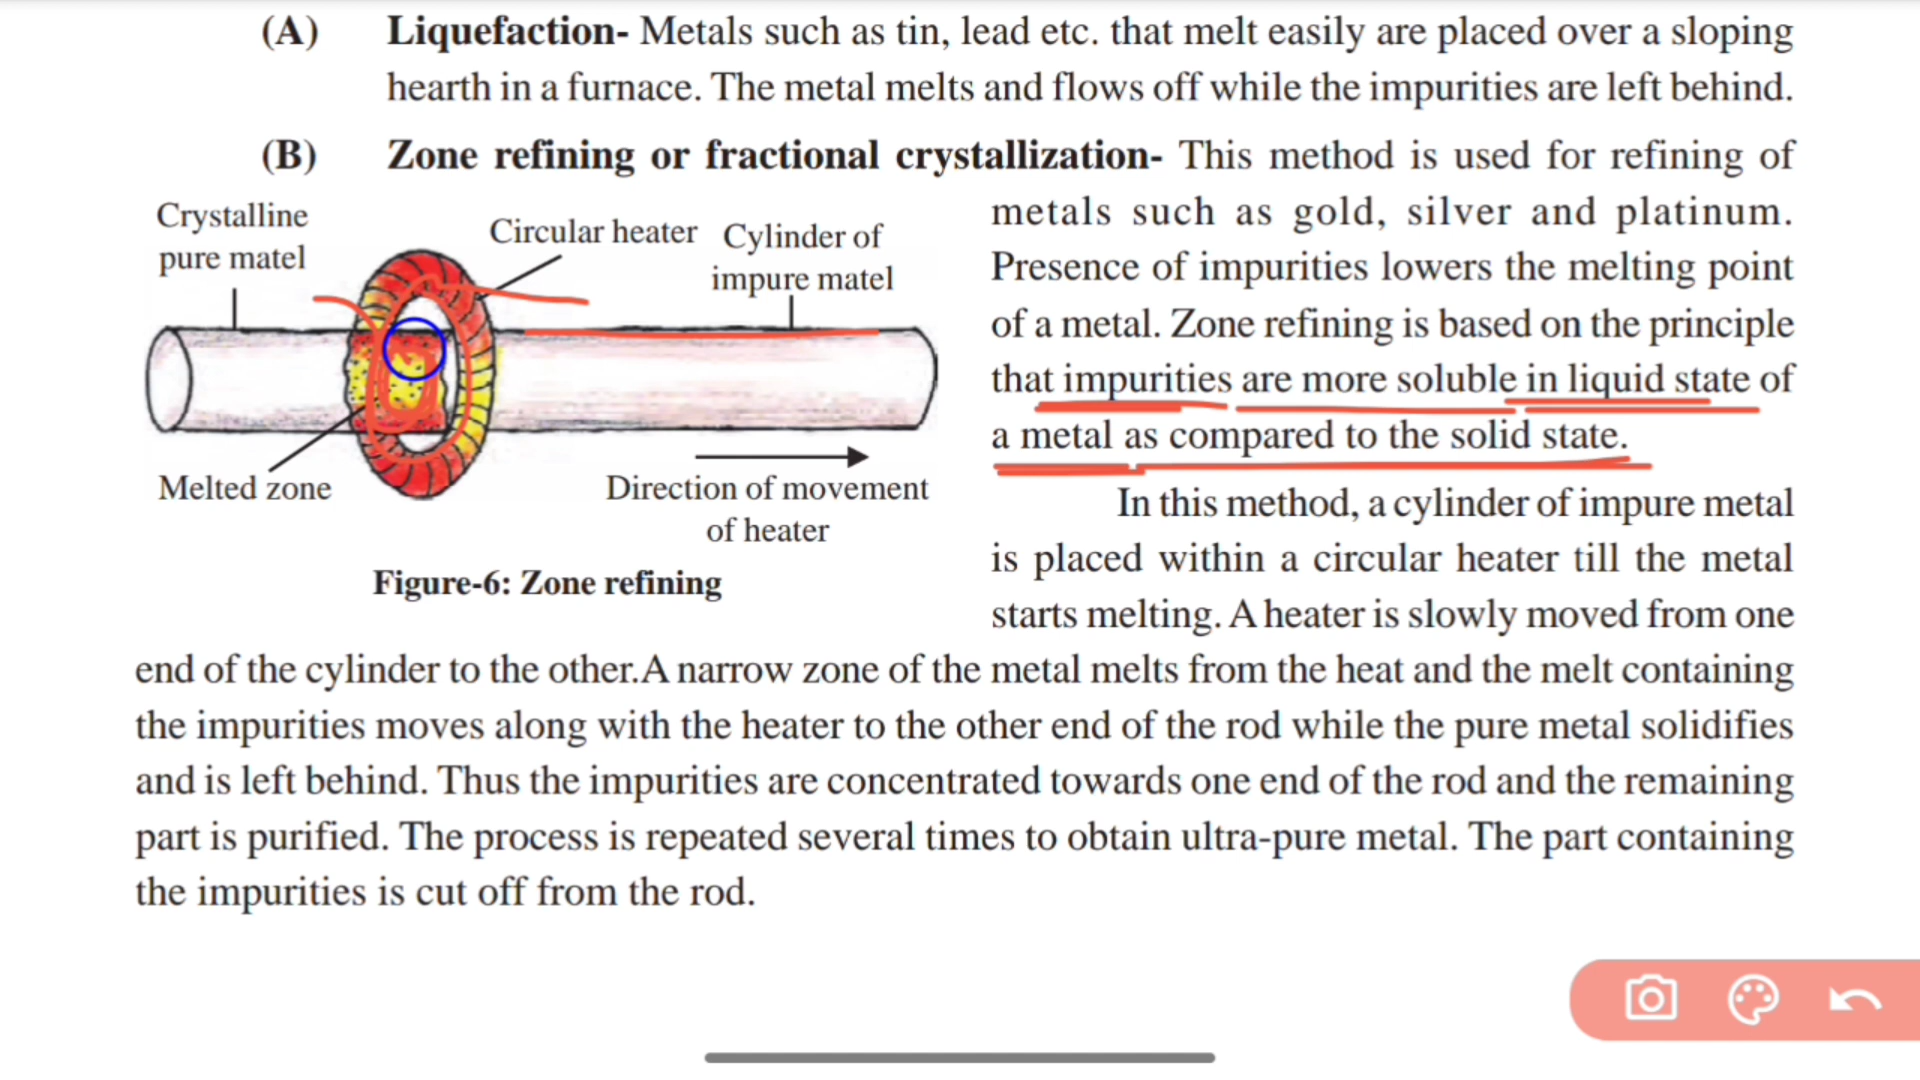 (A) Liquefaction- Metals such as tin, lead etc. that melt easily are placed over a sloping
hearth in a furnace. The metal melts and flows off while the impurities are left behind.
(B) Zone refining or fractional crystallization- This method is used for refining of
metals such as gold, silver and platinum.
Presence of impurities lowers the melting point
of a metal. Zone refining is based on the principle
that impurities are more soluble in liquid state of
a metal as compared to the solid state.
Crystalline
pure matel
Circular heater
Cylinder of
impure matel
Melted zone
Direction of movement
of heater
Figure-6: Zone refining
In this method, a cylinder of impure metal
is placed within a circular heater till the metal
starts melting. A heater is slowly moved from one
end of the cylinder to the other.A narrow zone of the metal melts from the heat and the melt containing
the impurities moves along with the heater to the other end of the rod while the pure metal solidifies
and is left behind. Thus the impurities are concentrated towards one end of the rod and the remaining
part is purified. The process is repeated several times to obtain ultra-pure metal. The part containing
the impurities is cut off from the rod.